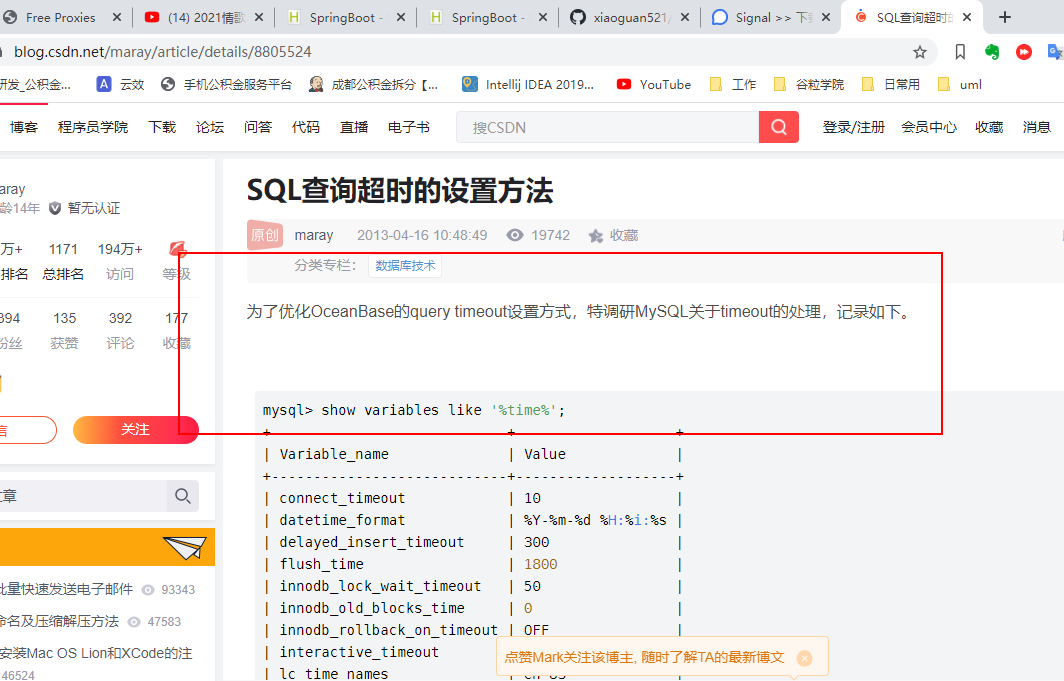 Free Proxies
(14) 2021情歌
SpringBoot -
SpringBoot -
xiaoguan521/
Signal >> 下
SQL查询超时的
blog.csdn.net/maray/article/details/8805524
研发_公积金...
云效
手机公积金服务平台
成都公积金拆分【...
Intellij IDEA 2019...
YouTube
工作
谷粒学院
日常用
uml
博客
程序员学院
下载
论坛
问答
代码
直播
电子书
搜CSDN
登录/注册
会员中心
收藏
消息
aray
龄14年
暂无认证
万+
1171
194万+
排名
总排名
访问
等级
394
135
392
177
粉丝
获赞
评论
收藏
信
关注
文章
批量快速发送电子邮件
93343
命名及压缩解压方法
47583
安装Mac OS Lion和XCode的注
46524
SQL查询超时的设置方法
原创
maray
2013-04-16 10:48:49
19742
收藏
分类专栏：
数据库技术
为了优化OceanBase的query timeout设置方式，特调研MySQL关于timeout的处理，记录如下。
mysql> show variables like '%time%';
+----------------------------+-------------------+
| Variable_name | Value |
+----------------------------+-------------------+
| connect_timeout | 10 |
| datetime_format | %Y-%m-%d %H:%i:%s |
| delayed_insert_timeout | 300 |
| flush_time | 1800
| innodb_lock_wait_timeout | 50 |
| innodb_old_blocks_time | 0 |
| innodb_rollback_on_timeout | OFF |
| interactive_timeout
| lc_time_names
点赞Mark关注该博主, 随时了解TA的最新博文